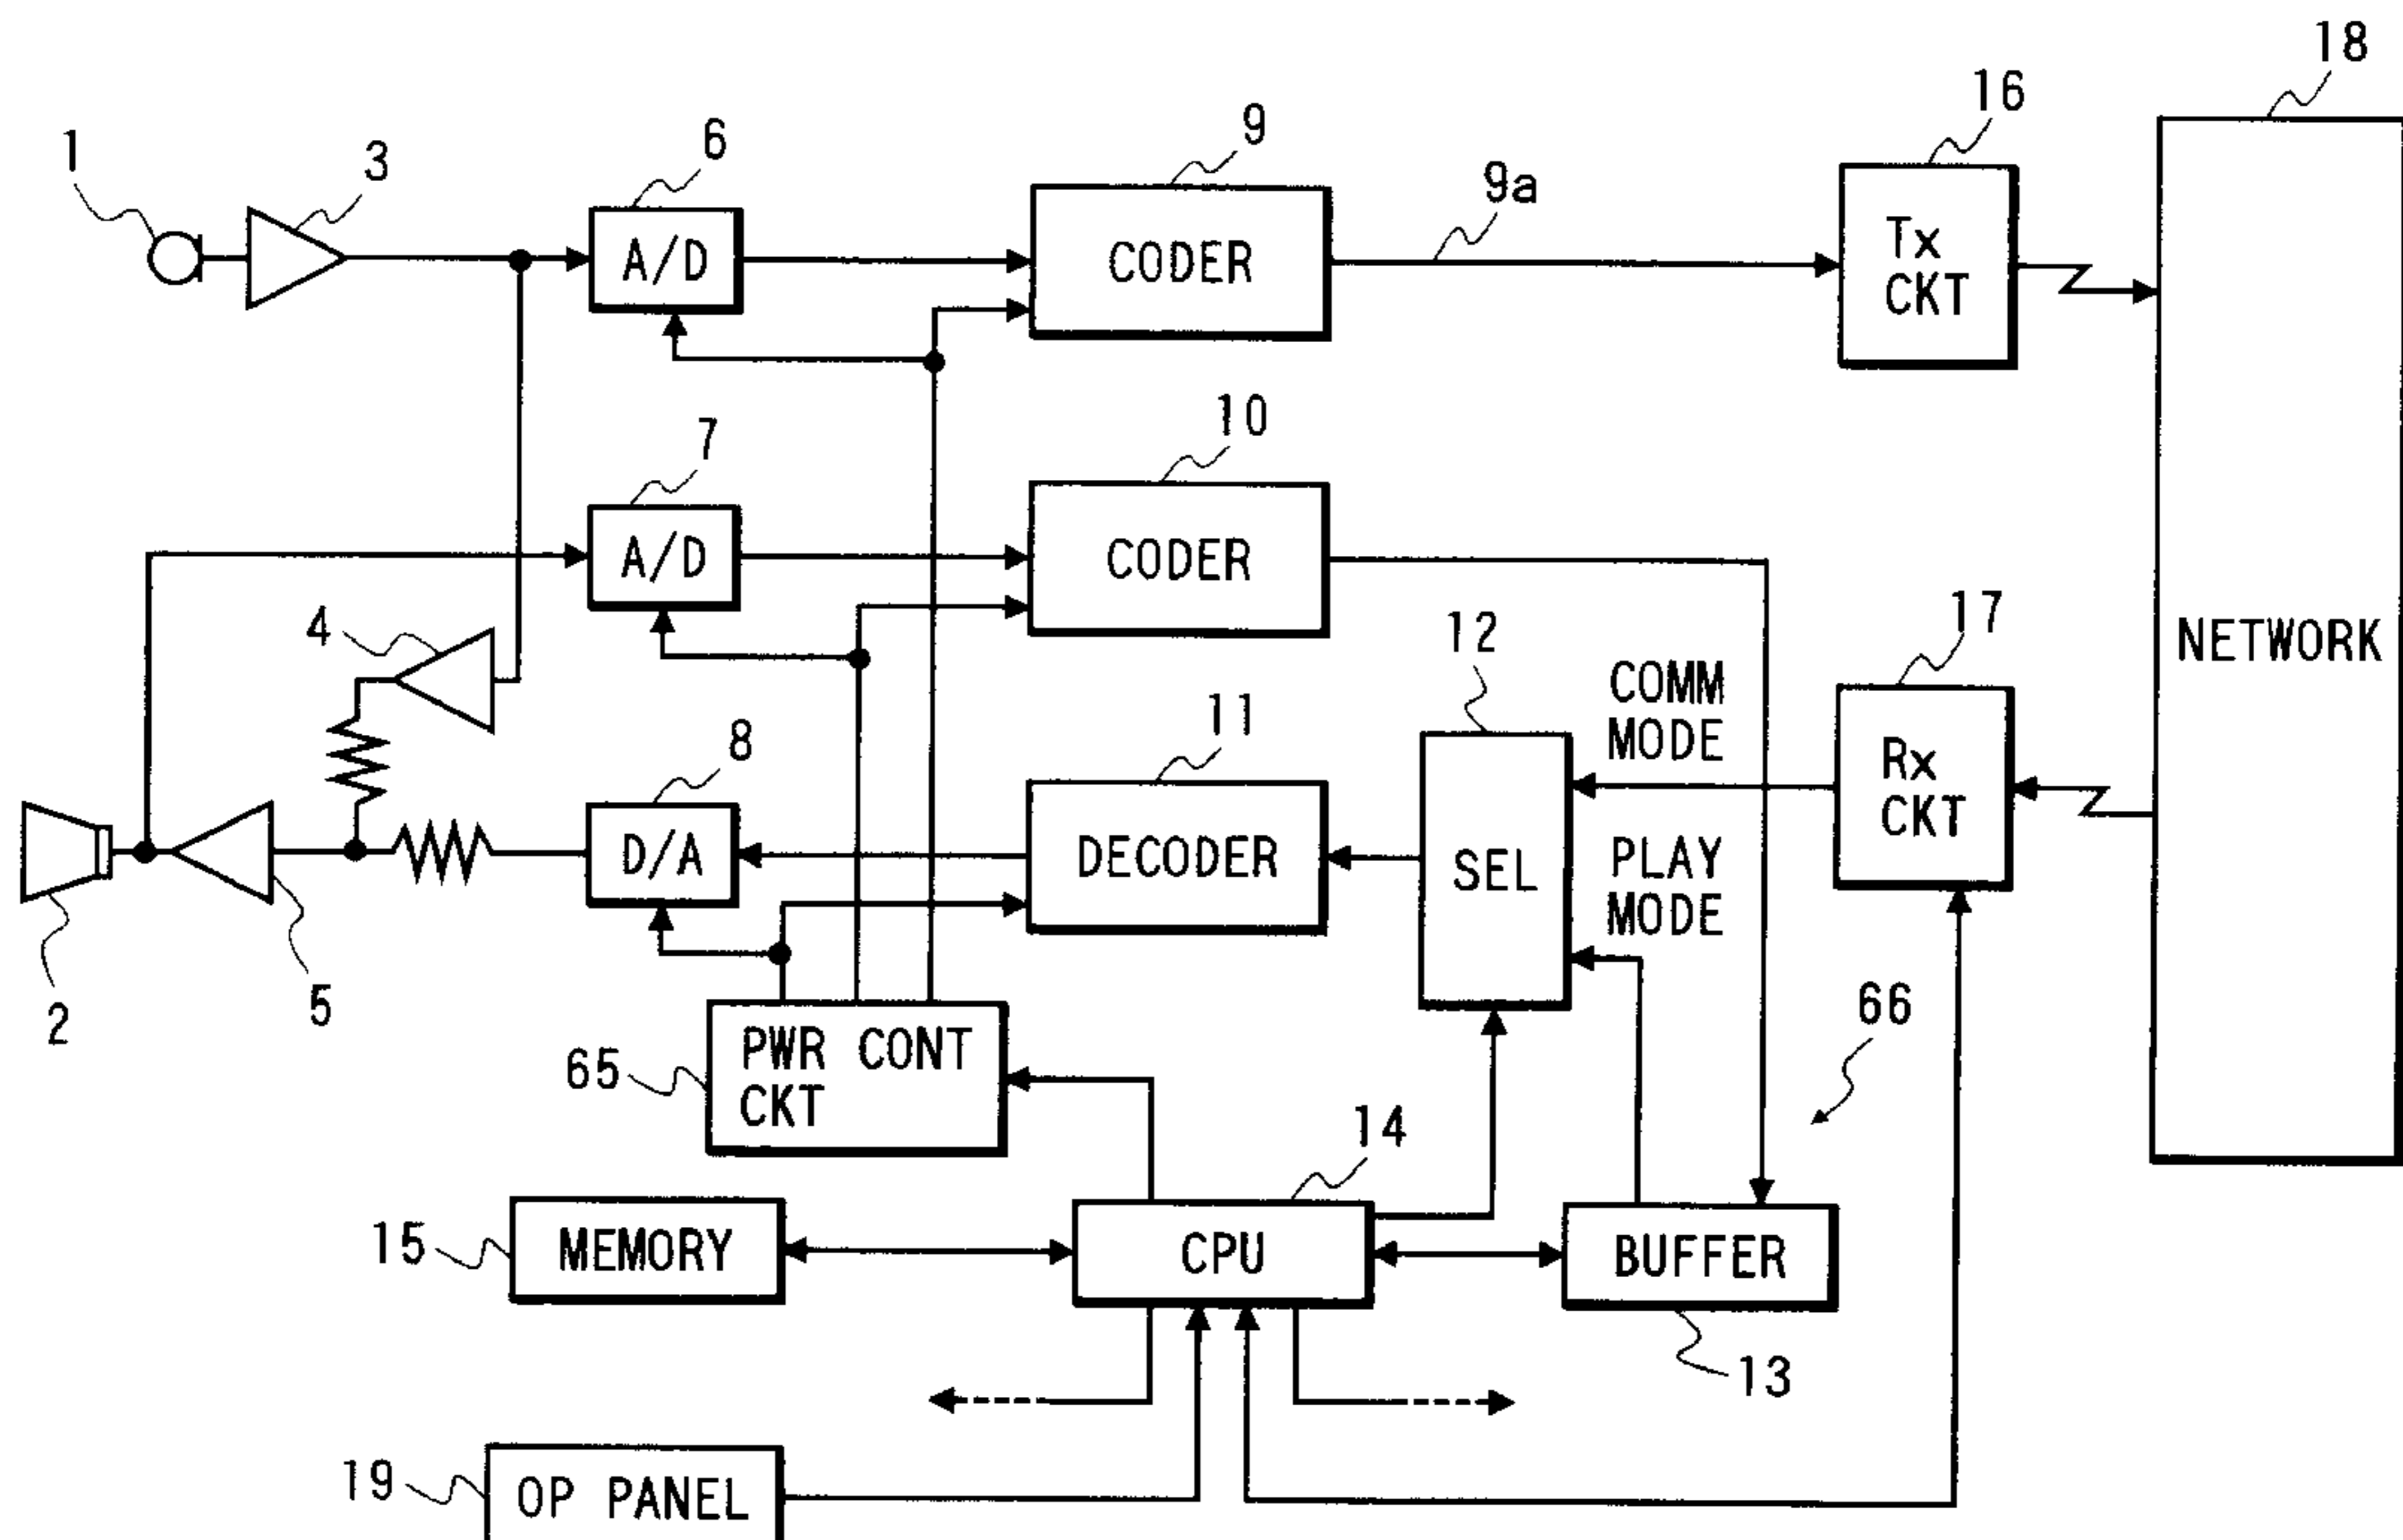 18
16
9
6
3
1
9a
A/D
CODER
Tx
CKT
10
7
17
A/D
CODER
12
4
NETWORK
COMM
MODE
11
8
Rx
CKT
D/A
DECODER
SEL
PLAY
MODE
66
5
2
PWR CONT
CKT
65
14
15
MEMORY
CPU
BUFFER
13
19
OP PANEL